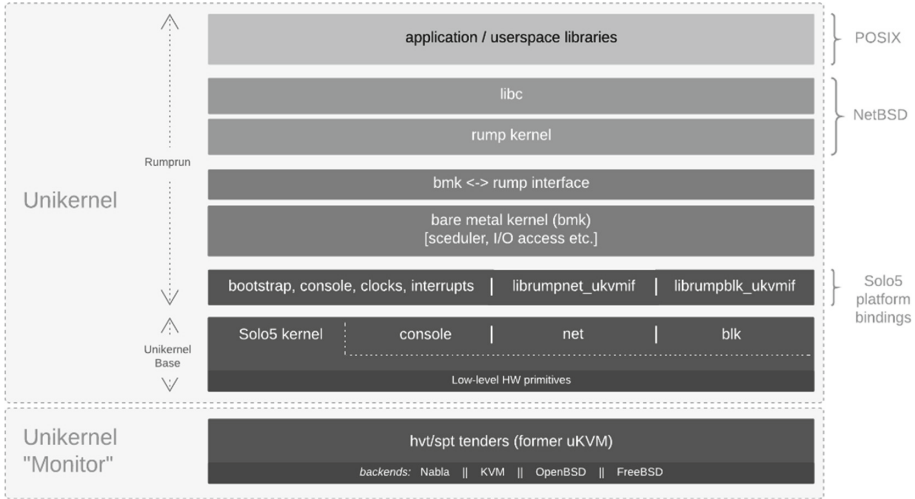 application / userspace libraries
POSIX
libc
NetBSD
rump kernel
Rumprun
bmk <-> rump interface
Unikernel
bare metal kernel (bmk)
[sceduler, I/O access etc.]
bootstrap, console, clocks, interrupts | librumpnet_ukvmif | librumpblk_ukvmif
Solo5
platform
bindings
Solo5 kernel console | net | blk
Unikernel
Base
Low-level HW primitives
Unikernel
"Monitor"
hvt/spt tenders (former uKVM)
backends: Nabla || KVM || OpenBSD || FreeBSD